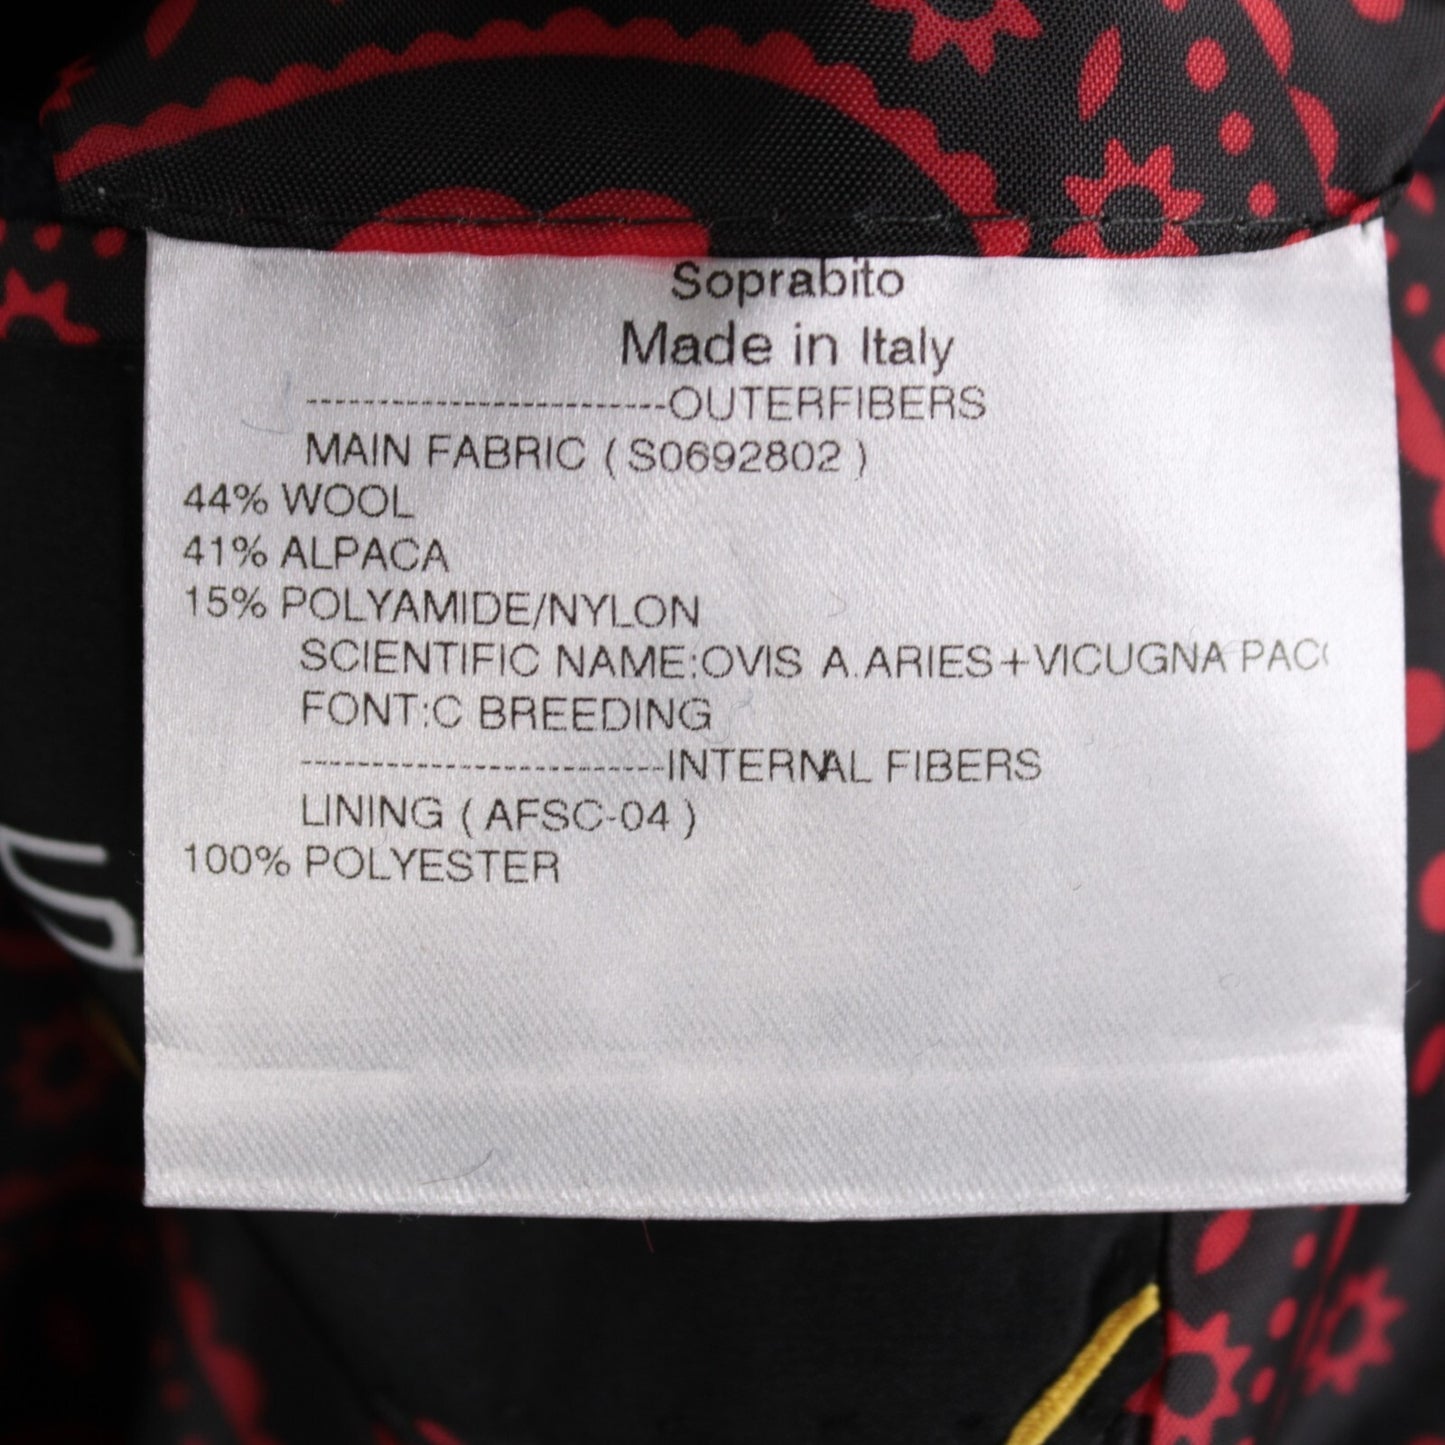 Soprabito
Made in Italy
-------------------------OUTERFIBERS
MAIN FABRIC ( S0692802 )
44% WOOL
41% ALPACA
15% POLYAMIDE/NYLON
SCIENTIFIC NAME:OVIS A.ARIES+VICUGNA PAC
FONT:C BREEDING
-------------------------INTERNAL FIBERS
LINING ( AFSC-04 )
100% POLYESTER